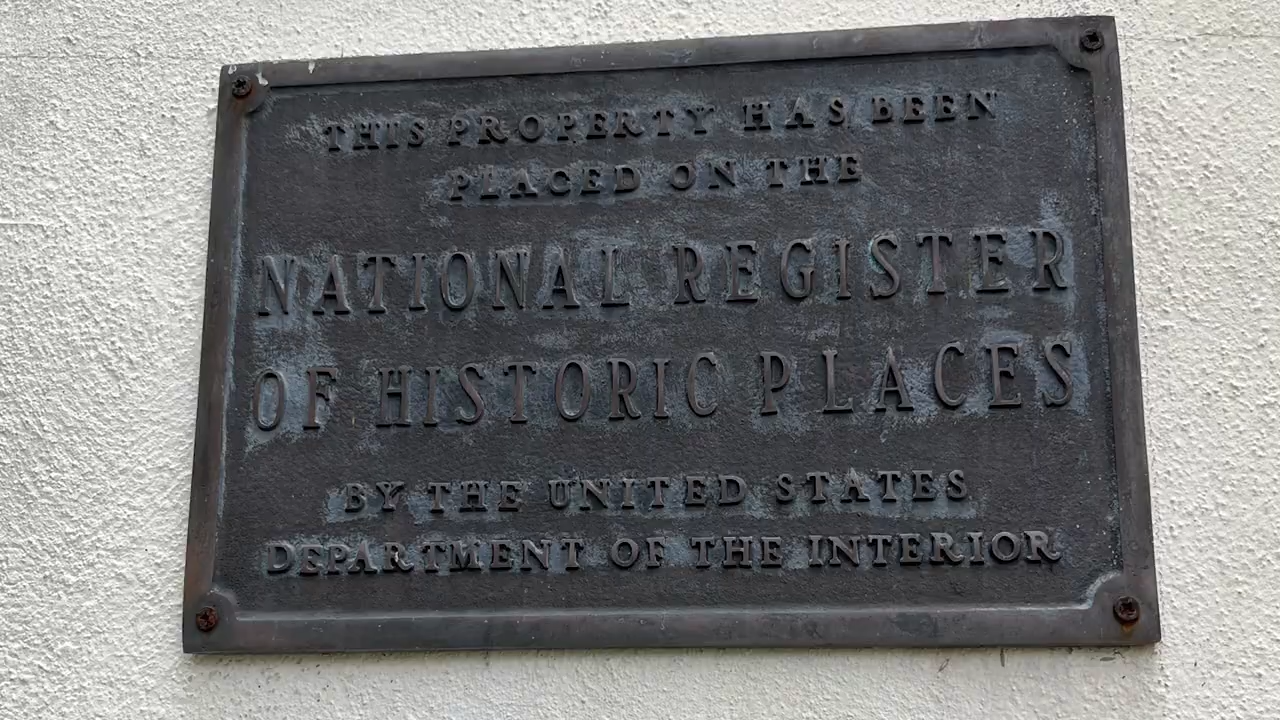 THIS PROPERTY HAS BEEN
PLACED ON THE
NATIONAL REGISTER
OF HISTORIC PLACES
BY THE UNITED STATES
DEPARTMENT OF THE INTERIOR